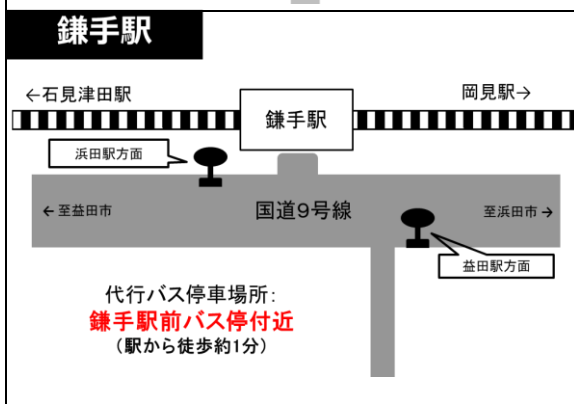 鎌手駅
←石見津田駅
岡見駅→
鎌手駅
浜田駅方面
←至益田市
国道9号線
至浜田市→
益田駅方面
代行バス停車場所:
鎌手駅前バス停付近
(駅から徒歩約1分)